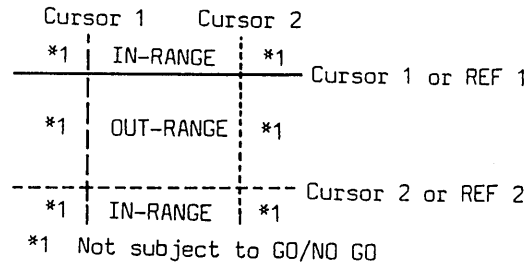 Cursor 1 Cursor 2
*1 IN-RANGE *1
Cursor 1 or REF 1
*1 OUT-RANGE *1
Cursor 2 or REF 2
*1 IN-RANGE *1
*1 Not subject to GO/NO GO